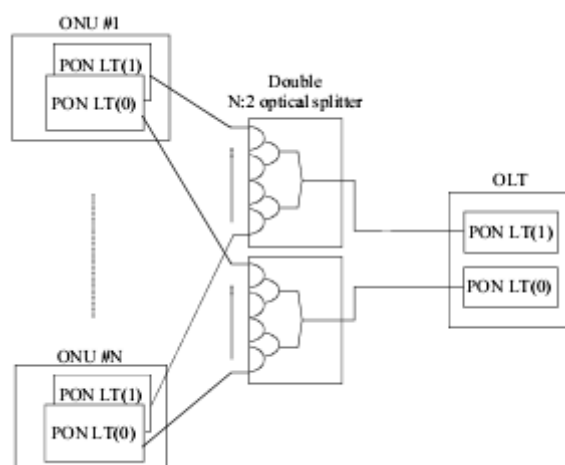 ONU #1
PON LT(1)
PON LT(0)
Double
N:2 optical splitter
OLT
PON LT(1)
PON LT(0)
ONU #N
PON LT(1)
PON LT(0)